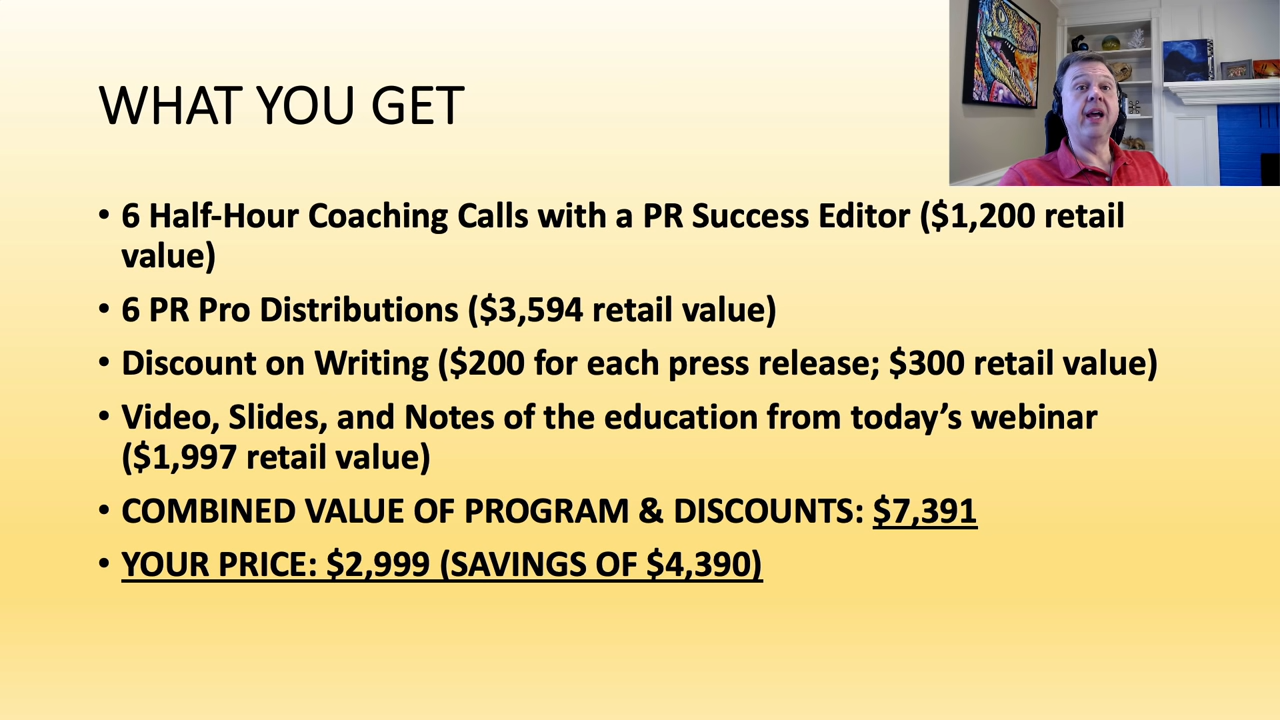 WHAT YOU GET
• 6 Half-Hour Coaching Calls with a PR Success Editor ($1,200 retail
value)
• 6 PR Pro Distributions ($3,594 retail value)
• Discount on Writing ($200 for each press release; $300 retail value)
• Video, Slides, and Notes of the education from today’s webinar
($1,997 retail value)
• COMBINED VALUE OF PROGRAM & DISCOUNTS: $7,391
• YOUR PRICE: $2,999 (SAVINGS OF $4,390)